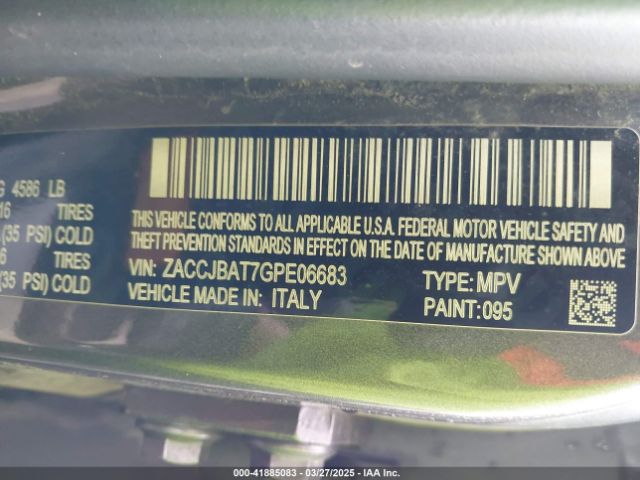 G 4586 LB
16 TIRES
(35 PSI) COLD
6 TIRES
(35 PSI) COLD
THIS VEHICLE CONFORMS TO ALL APPLICABLE U.S.A. FEDERAL MOTOR VEHICLE SAFETY AND
THEFT PREVENTION STANDARDS IN EFFECT ON THE DATE OF MANUFACTURE SHOWN ABOVE
VIN: ZACCJBAT7GPE06683 TYPE: MPV
VEHICLE MADE IN: ITALY PAINT: 095
000-41885083 — 03/27/2025 — IAAI.COM